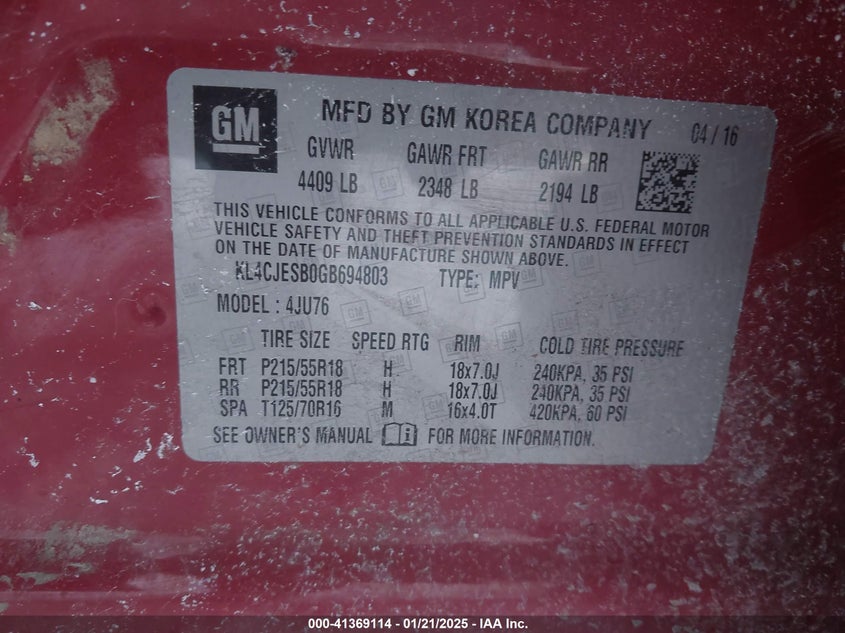 GM MFD BY GM KOREA COMPANY 04 / 16
GVWR GAWR FRT GAWR RR
4409 LB 2348 LB 2194 LB
THIS VEHICLE CONFORMS TO ALL APPLICABLE U.S. FEDERAL MOTOR
VEHICLE SAFETY AND THEFT PREVENTION STANDARDS IN EFFECT
ON THE DATE OF MANUFACTURE SHOWN ABOVE.
KL4CJESB0GB694803 TYPE: MPV
MODEL : 4JU76
TIRE SIZE SPEED RTG RIM COLD TIRE PRESSURE
FRT P215/55R18 H 18x7.0J 240KPA, 35 PSI
RR P215/55R18 H 18x7.0J 240KPA, 35 PSI
SPA T125/70R16 M 16x4.0T 420KPA, 60 PSI
SEE OWNER'S MANUAL FOR MORE INFORMATION.
000-41369114 / 01/21/2025 / IAA Inc.